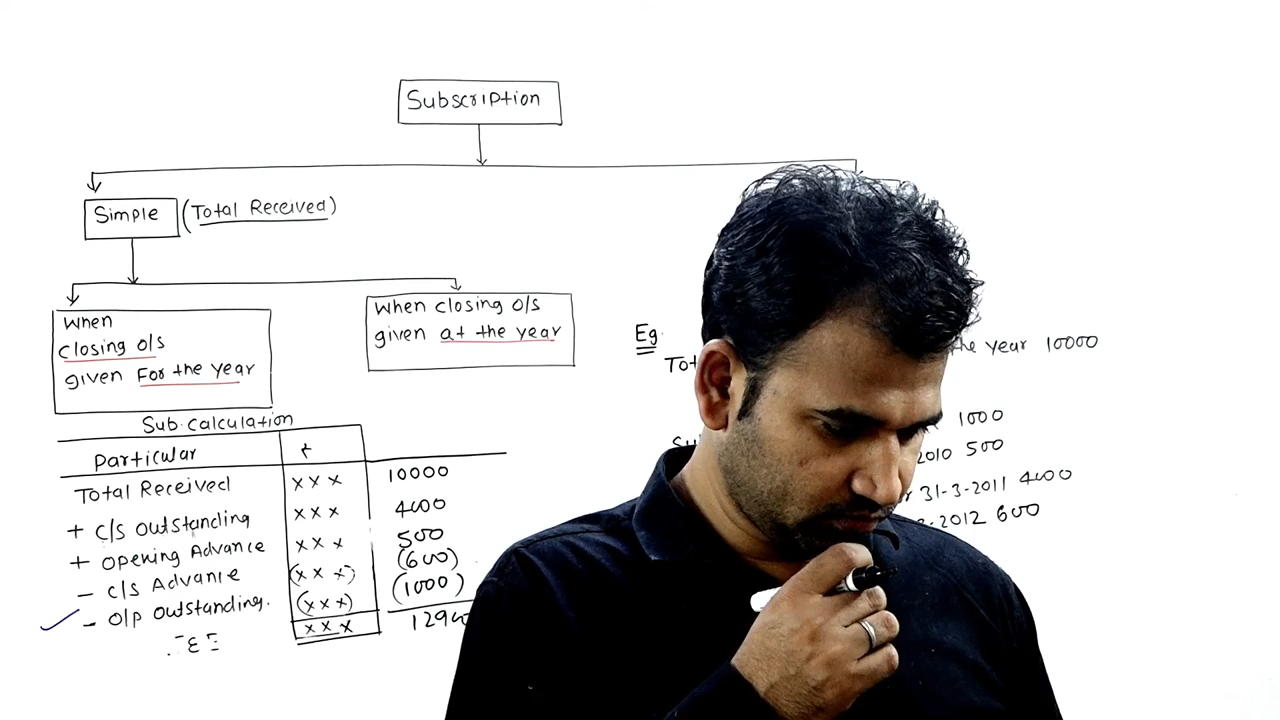 Subscription
Simple (Total Received)
When closing o/s given For the year
When closing o/s given at the year
Sub. calculation
Particular ₹
Total Received xxx 10000
+ c/s outstanding xxx 4000
+ opening Advance xxx 500
- c/s Advance (xxx) (600)
- o/p outstanding. (xxx) (1000)
I & E xxx
Eg.
the year 10000
1000
2010 500
31-3-2011 4000
2012 600